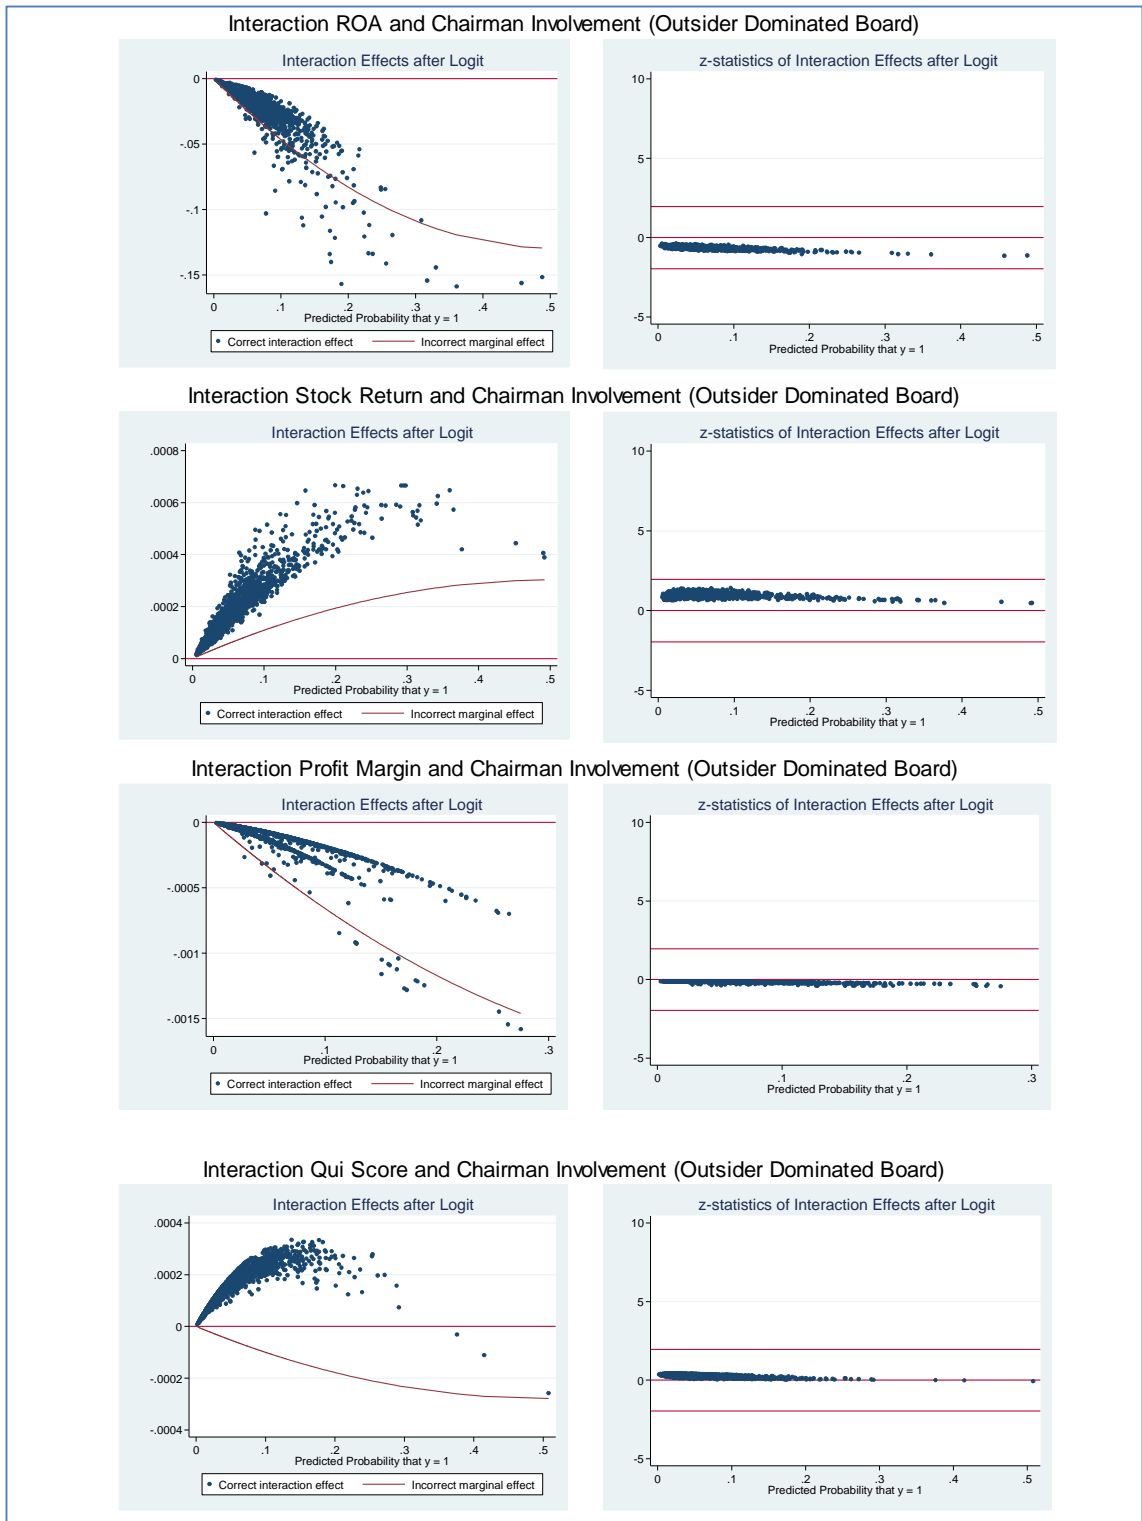 Interaction ROA and Chairman Involvement (Outsider Dominated Board)
Interaction Effects after Logit
0
-.05
-.1
-.15
0 .1 .2 .3 .4 .5
Predicted Probability that y = 1
Correct interaction effect Incorrect marginal effect
z-statistics of Interaction Effects after Logit
10
5
0
-5
0 .1 .2 .3 .4 .5
Predicted Probability that y = 1
Interaction Stock Return and Chairman Involvement (Outsider Dominated Board)
Interaction Effects after Logit
.0008
.0006
.0004
.0002
0
0 .1 .2 .3 .4 .5
Predicted Probability that y = 1
Correct interaction effect Incorrect marginal effect
z-statistics of Interaction Effects after Logit
10
5
0
-5
0 .1 .2 .3 .4 .5
Predicted Probability that y = 1
Interaction Profit Margin and Chairman Involvement (Outsider Dominated Board)
Interaction Effects after Logit
0
-.0005
-.001
-.0015
0 .1 .2 .3
Predicted Probability that y = 1
Correct interaction effect Incorrect marginal effect
z-statistics of Interaction Effects after Logit
10
5
0
-5
0 .1 .2 .3
Predicted Probability that y = 1
Interaction Qui Score and Chairman Involvement (Outsider Dominated Board)
Interaction Effects after Logit
.0004
.0002
0
-.0002
-.0004
0 .1 .2 .3 .4 .5
Predicted Probability that y = 1
Correct interaction effect Incorrect marginal effect
z-statistics of Interaction Effects after Logit
10
5
0
-5
0 .1 .2 .3 .4 .5
Predicted Probability that y = 1